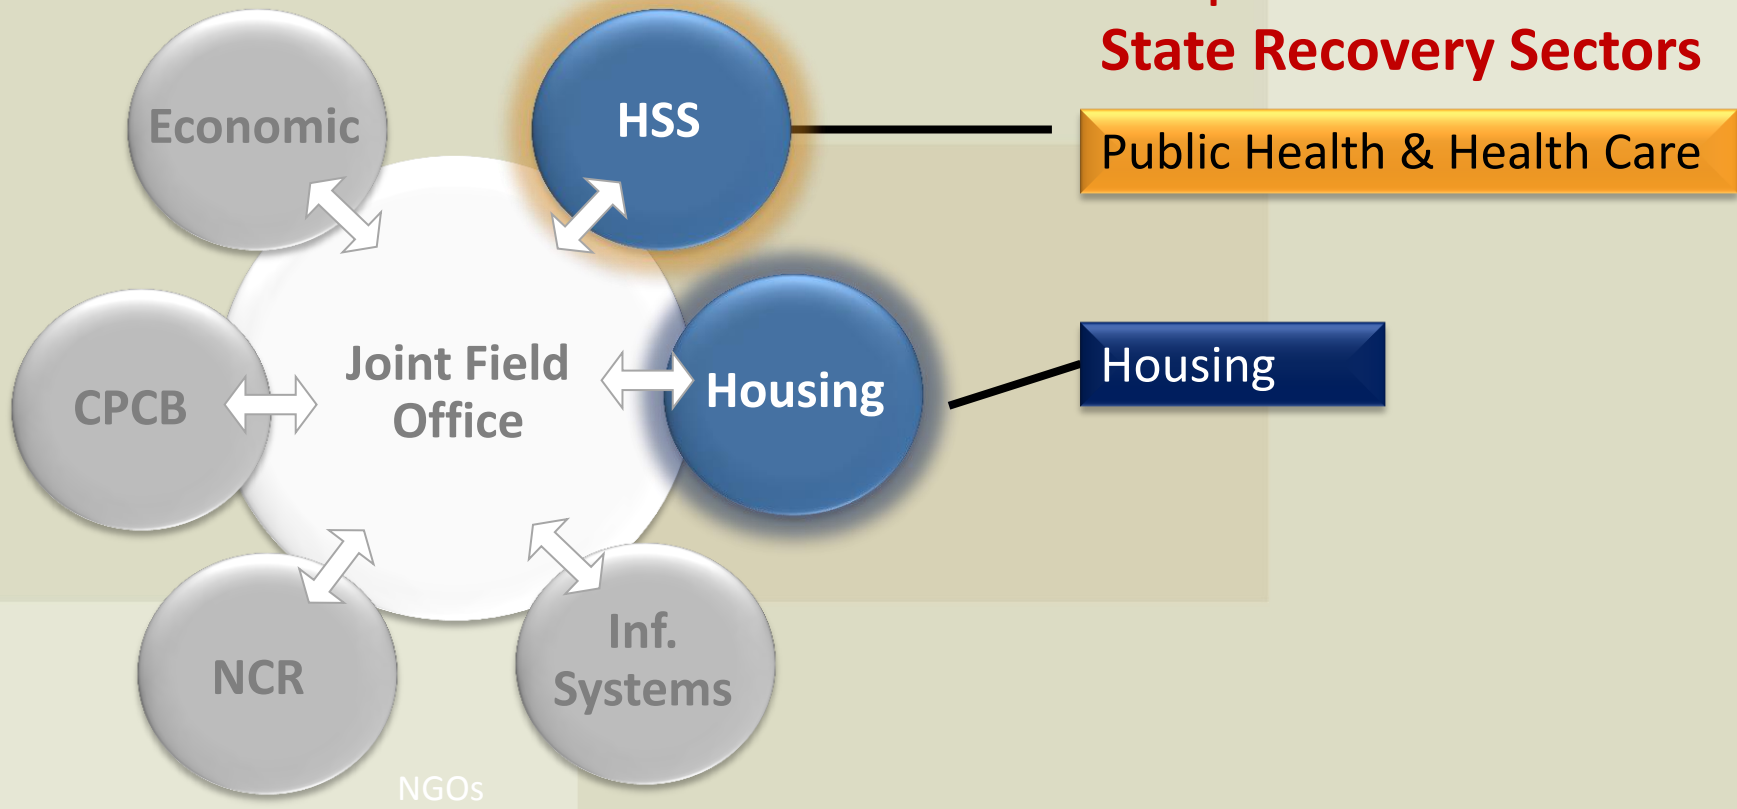 State Recovery Sectors
Economic
HSS
Public Health & Health Care
Joint Field
Office
Housing
Housing
CPCB
NCR
Inf.
Systems
NGOs